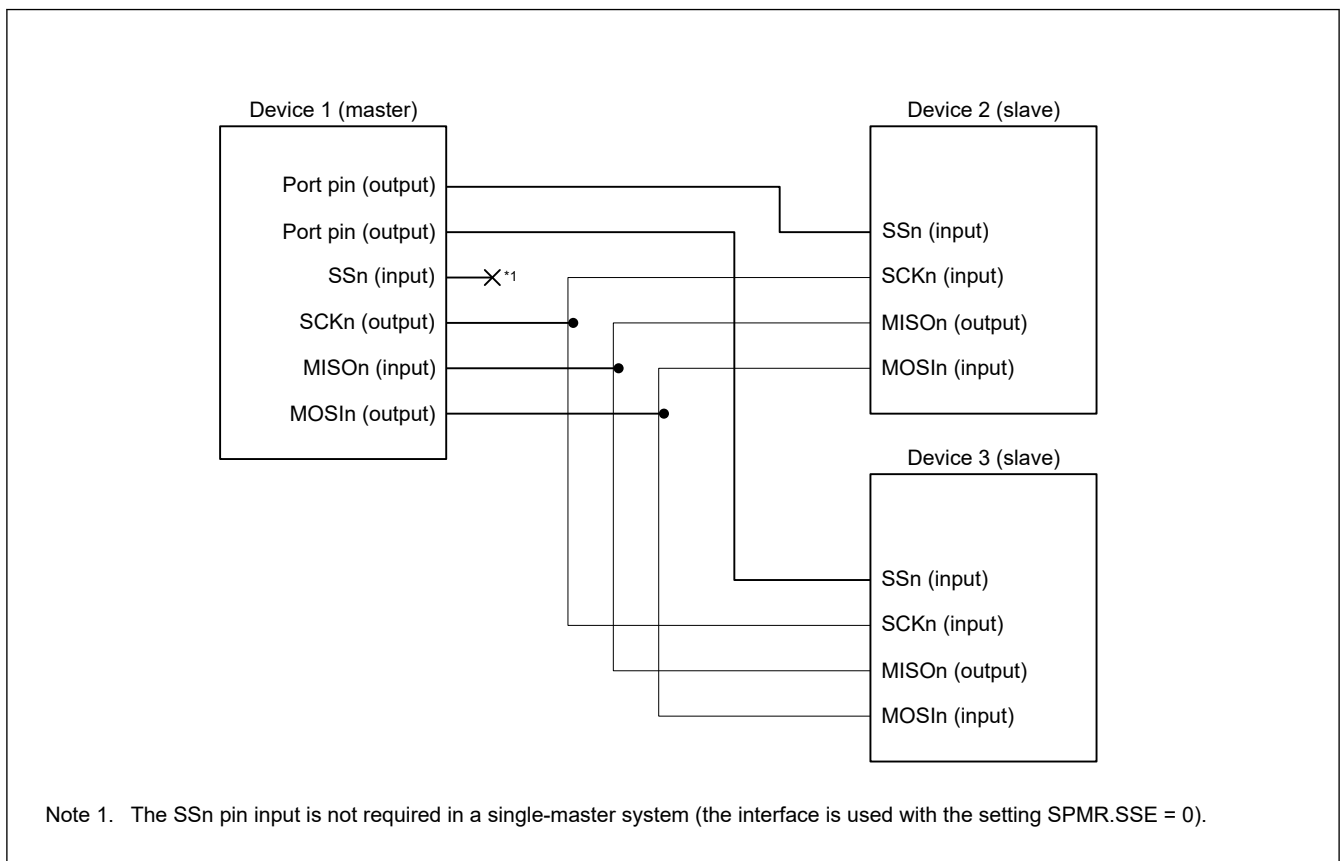 Device 1 (master)
Port pin (output)
Port pin (output)
SSn (input)
*1
SCKn (output)
MISOn (input)
MOSIn (output)
Device 2 (slave)
SSn (input)
SCKn (input)
MISOn (output)
MOSIn (input)
Device 3 (slave)
SSn (input)
SCKn (input)
MISOn (output)
MOSIn (input)
Note 1. The SSn pin input is not required in a single-master system (the interface is used with the setting SPMR.SSE = 0).